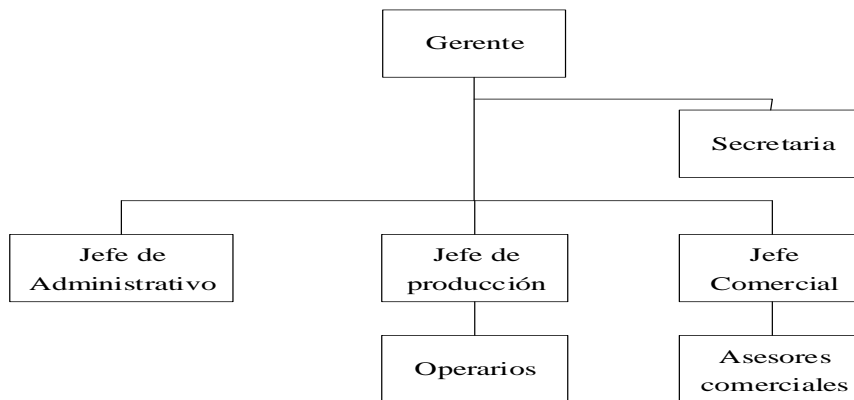 Gerente
Secretaria
Jefe de
Administrativo
Jefe de
producción
Jefe
Comercial
Operarios
Asesores
comerciales